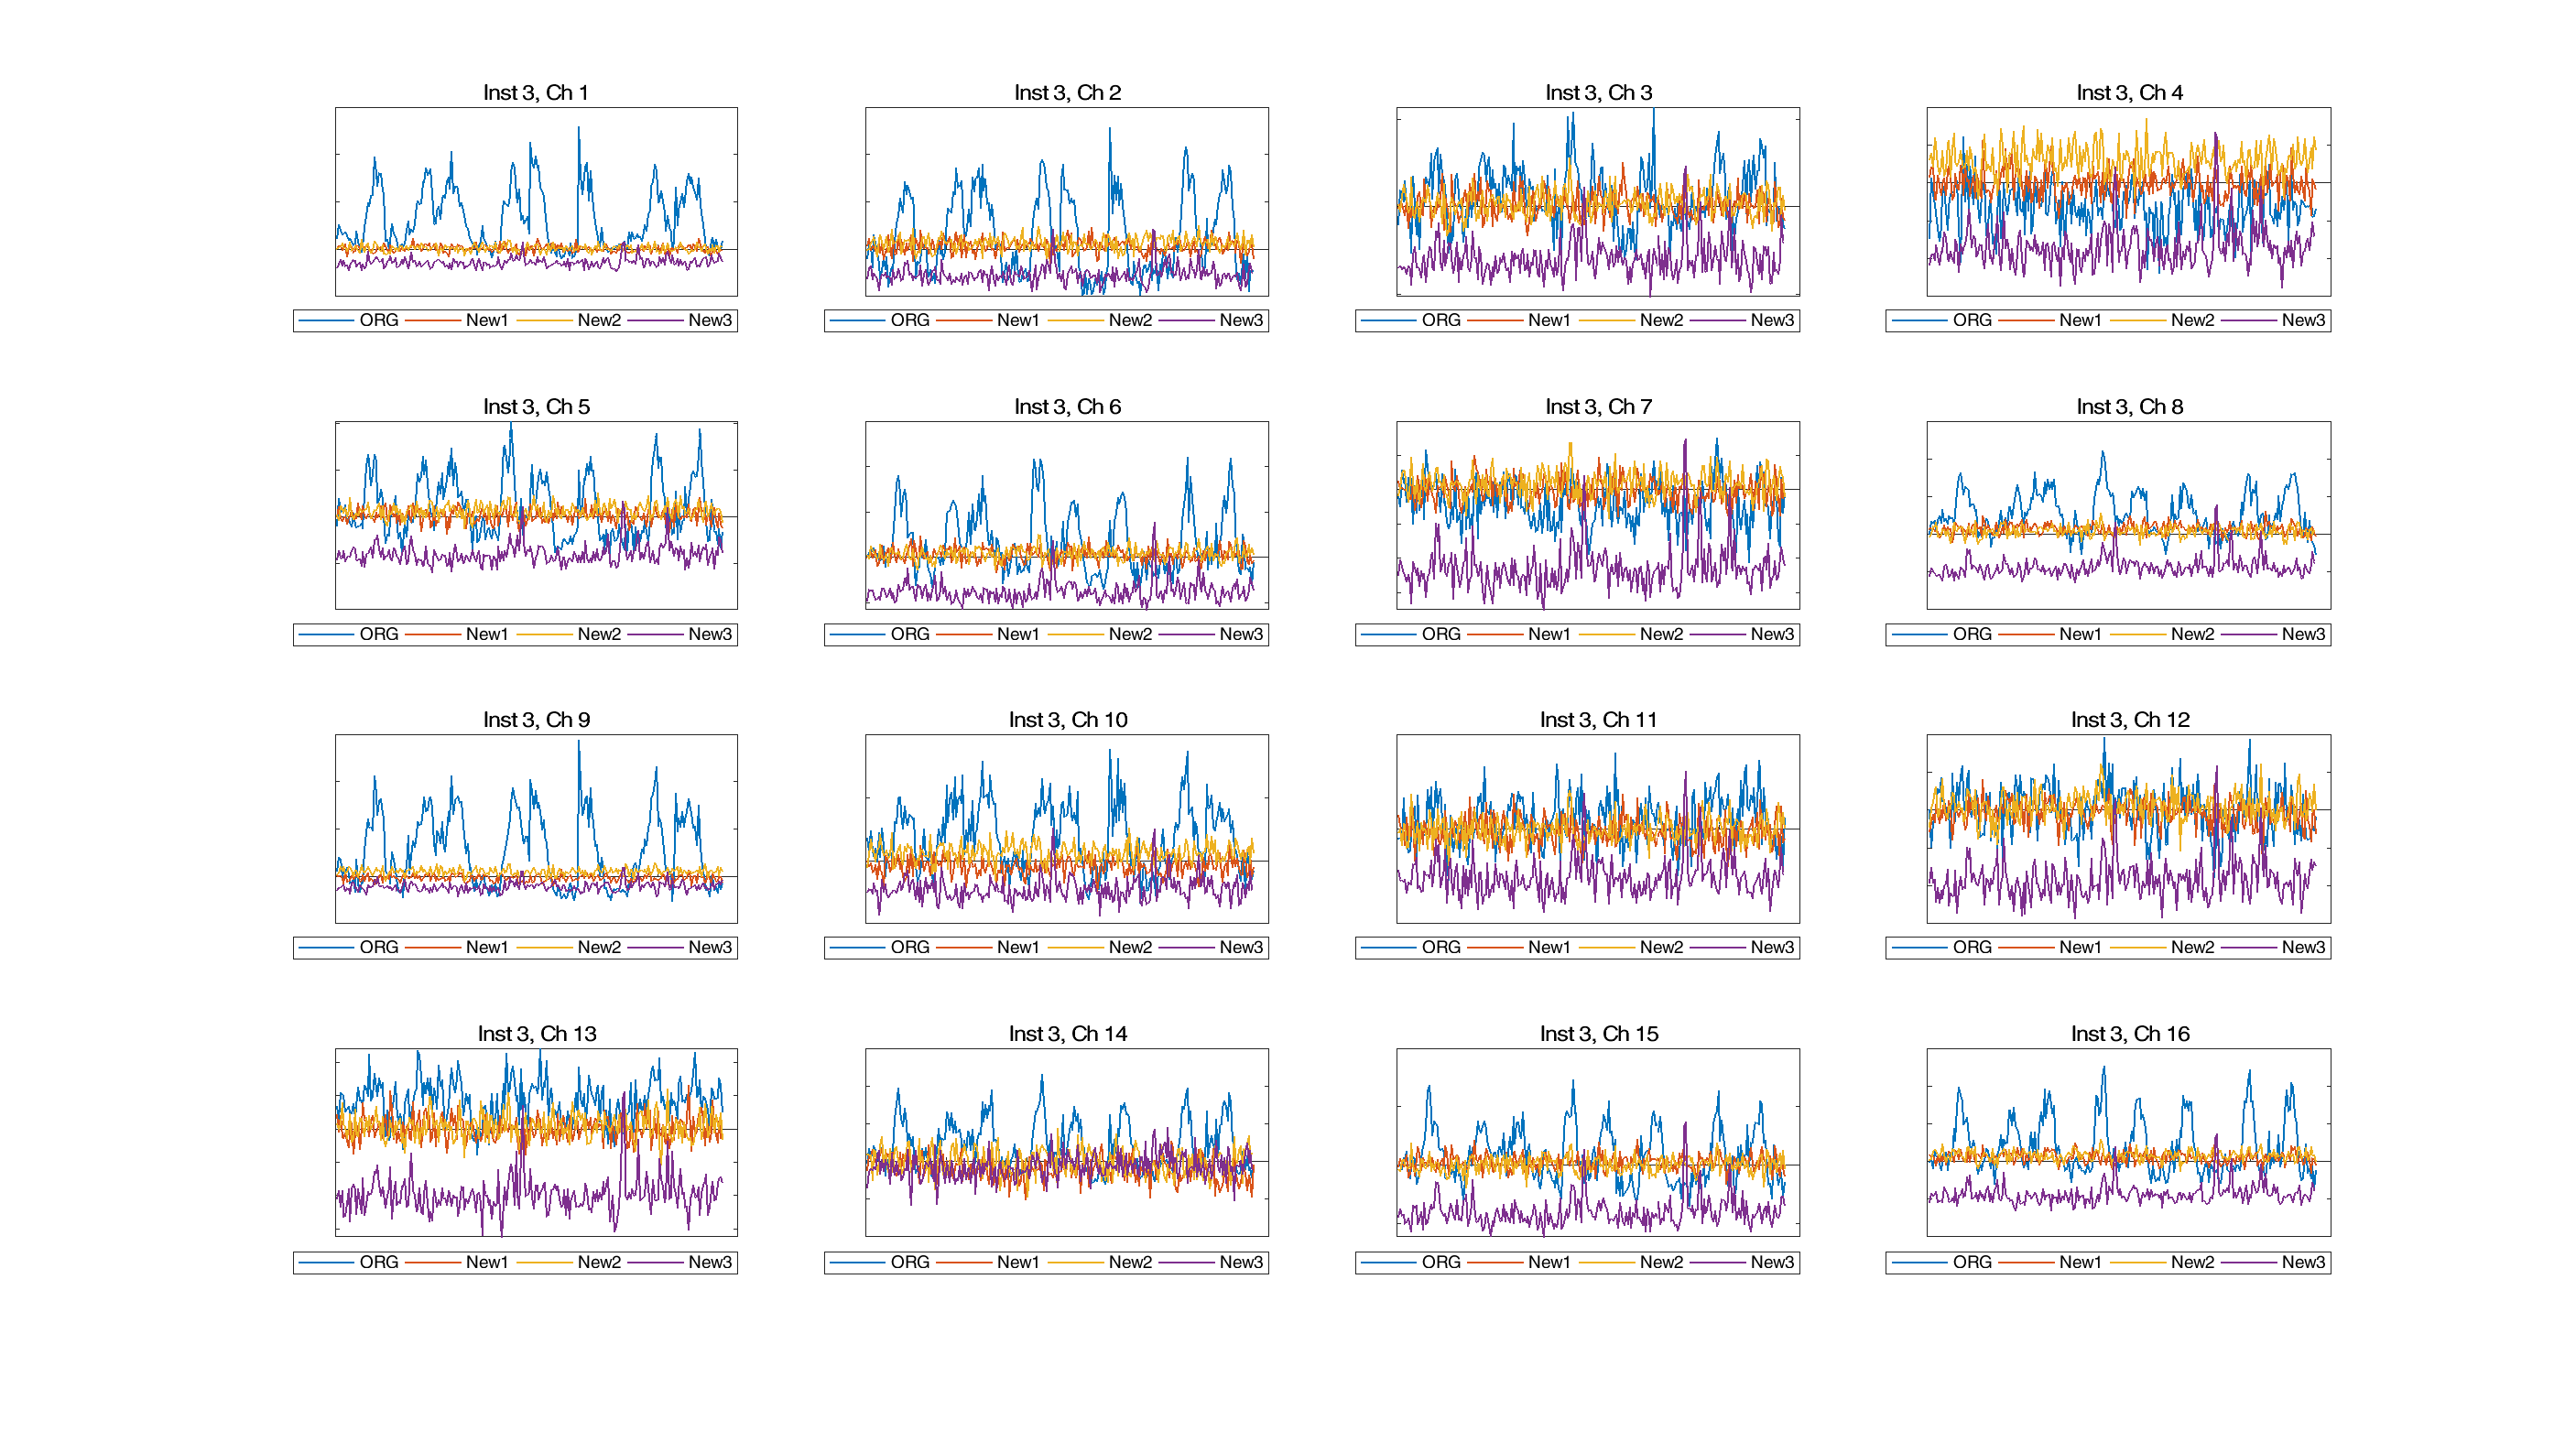 Inst 3, Ch 1
ORG New1 New2 New3
Inst 3, Ch 2
ORG New1 New2 New3
Inst 3, Ch 3
ORG New1 New2 New3
Inst 3, Ch 4
ORG New1 New2 New3
Inst 3, Ch 5
ORG New1 New2 New3
Inst 3, Ch 6
ORG New1 New2 New3
Inst 3, Ch 7
ORG New1 New2 New3
Inst 3, Ch 8
ORG New1 New2 New3
Inst 3, Ch 9
ORG New1 New2 New3
Inst 3, Ch 10
ORG New1 New2 New3
Inst 3, Ch 11
ORG New1 New2 New3
Inst 3, Ch 12
ORG New1 New2 New3
Inst 3, Ch 13
ORG New1 New2 New3
Inst 3, Ch 14
ORG New1 New2 New3
Inst 3, Ch 15
ORG New1 New2 New3
Inst 3, Ch 16
ORG New1 New2 New3